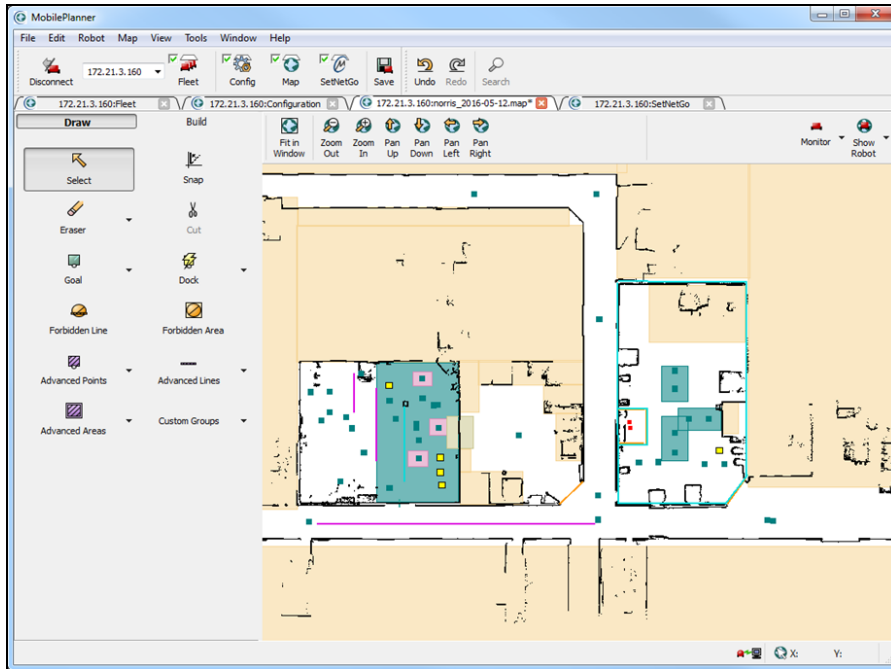 MobilePlanner
File Edit Robot Map View Tools Window Help
Disconnect 172.21.3.160 Fleet Config Map SetNetGo Save Undo Redo Search
172.21.3.160:Fleet 172.21.3.160:Configuration 172.21.3.160:norris_2016-05-12.map* 172.21.3.160:SetNetGo
Draw Build
Fit in Window Zoom Out Zoom In Pan Up Pan Down Pan Left Pan Right Monitor Show Robot
Select Snap
Eraser Cut
Goal Dock
Forbidden Line Forbidden Area
Advanced Points Advanced Lines
Advanced Areas Custom Groups
X: Y: